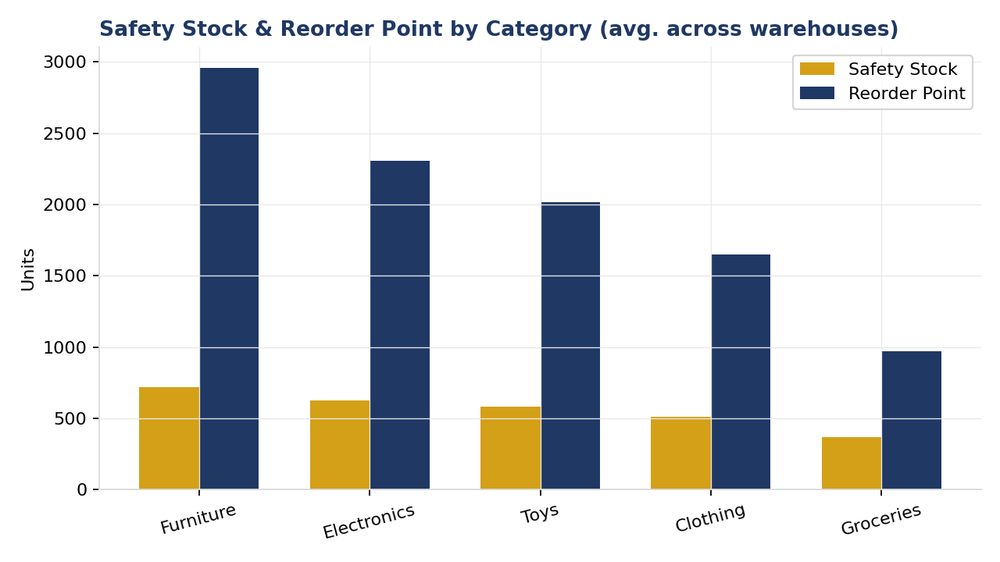 Safety Stock & Reorder Point by Category (avg. across warehouses)
Safety Stock
Reorder Point
Units
3000
2500
2000
1500
1000
500
0
Furniture
Electronics
Toys
Clothing
Groceries